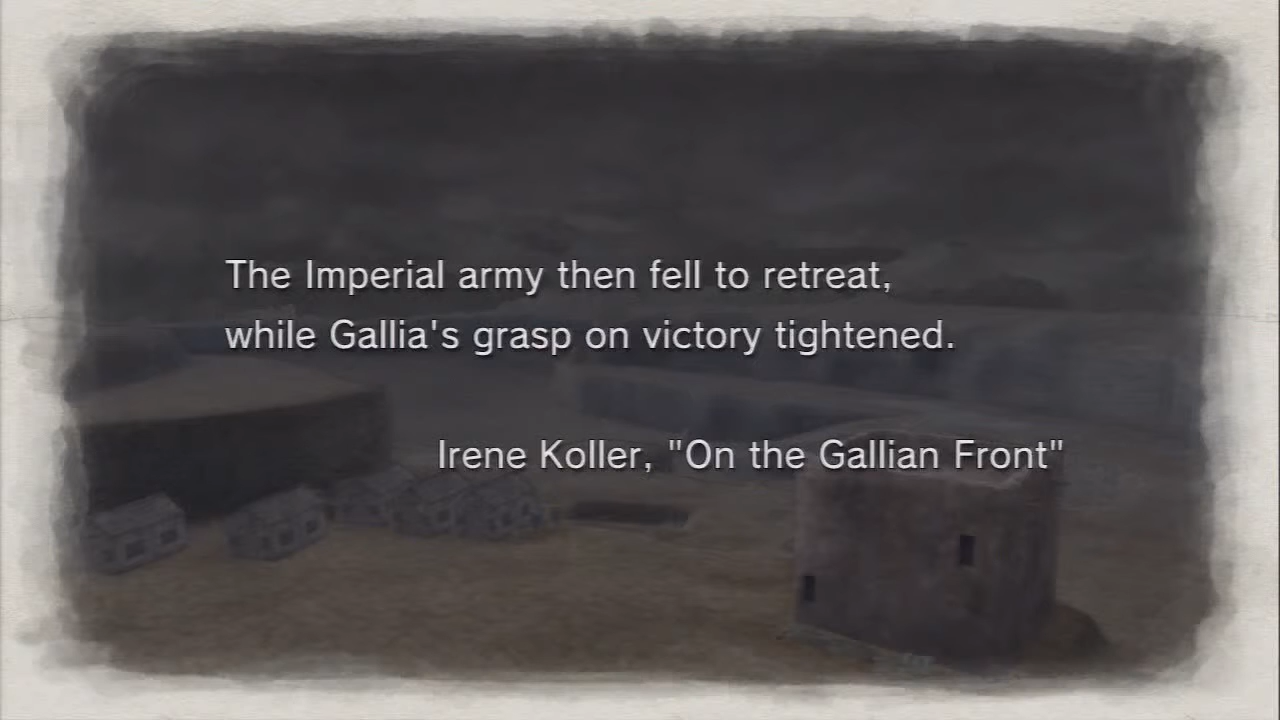 The Imperial army then fell to retreat,
while Gallia's grasp on victory tightened.
Irene Koller, "On the Gallian Front"